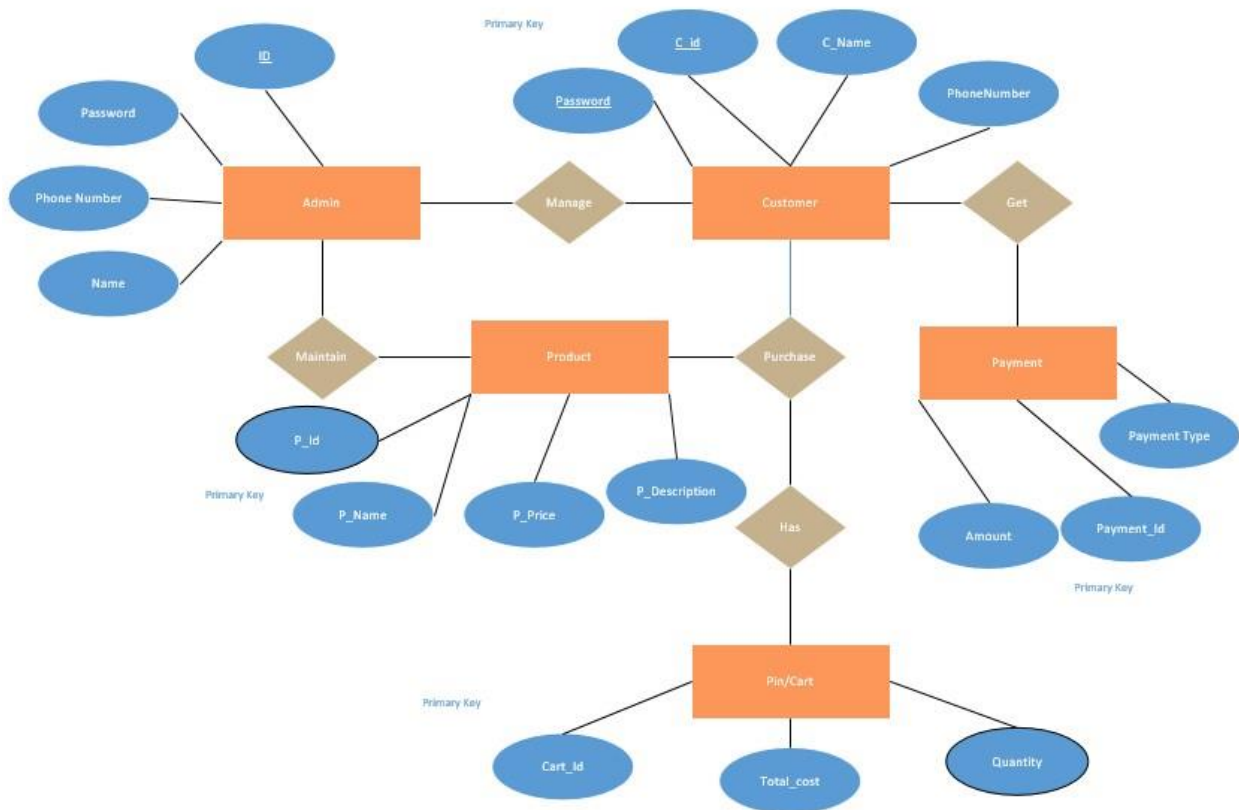 Primary Key
ID
C_id
C_Name
Password
Password
PhoneNumber
Phone Number
Admin
Manage
Customer
Get
Name
Maintain
Product
Purchase
Payment
P_Id
Payment Type
Primary Key
P_Name
P_Price
P_Description
Has
Amount
Payment_Id
Primary Key
Pin/Cart
Primary Key
Cart_Id
Total_cost
Quantity